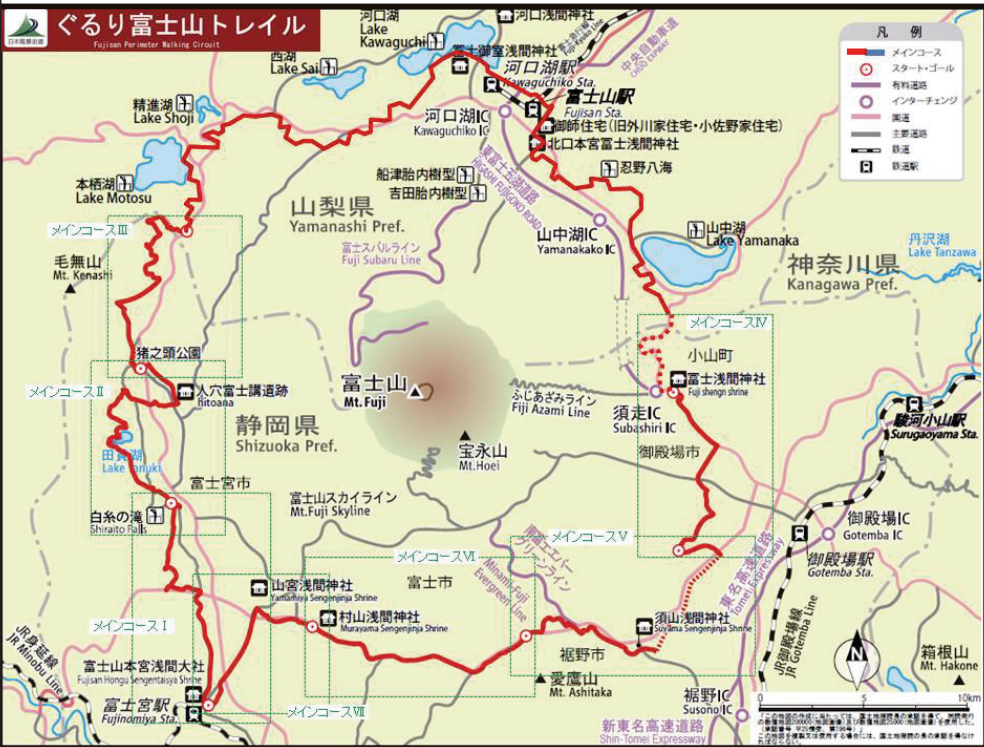 日本風景街道
ぐるり富士山トレイル
Fujisan Perimeter Walking Circuit
河口湖
Lake
Kawaguchi
河口浅間神社
富士急行線
Fuji-Kyuko Line
中央自動車道
CHUO EXPWAY
凡 例
メインコース
スタート・ゴール
有料道路
インターチェンジ
国道
主要道路
鉄道
鉄道駅
西湖
Lake Sai
冨士御室浅間神社
河口湖駅
Kawaguchiko Sta.
精進湖
Lake Shoji
富士山駅
Fujisan Sta.
河口湖IC
Kawaguchiko IC
御師住宅(旧外川家住宅・小佐野家住宅)
北口本宮冨士浅間神社
船津胎内樹型
吉田胎内樹型
東富士五湖道路
HIGASHI FUJIGOKO ROAD
忍野八海
本栖湖
Lake Motosu
山梨県
Yamanashi Pref.
メインコースⅢ
富士スバルライン
Fuji Subaru Line
山中湖IC
Yamanakako IC
山中湖
Lake Yamanaka
丹沢湖
Lake Tanzawa
神奈川県
Kanagawa Pref.
毛無山
Mt. Kenashi
メインコースⅣ
猪之頭公園
小山町
富士浅間神社
Fuji shengn shrine
メインコースⅡ
人穴富士講遺跡
Hitoana
富士山
Mt. Fuji
ふじあざみライン
Fiji Azami Line
須走IC
Subashiri IC
駿河小山駅
Surugaoyama Sta.
静岡県
Shizuoka Pref.
宝永山
Mt.Hoei
御殿場市
田貫湖
Lake Tanuki
富士宮市
富士山スカイライン
Mt.Fuji Skyline
白糸の滝
Shiraito Falls
御殿場IC
Gotemba IC
メインコースⅤ
南富士エバーグリーンライン
Minami Fuji Evergreen Line
メインコースⅥ
御殿場駅
Gotemba Sta.
富士市
山宮浅間神社
Yamamiya Sengenjinja Shrine
東名高速道路
Tomei Expressway
メインコースⅠ
村山浅間神社
Murayama Sengenjinja Shrine
須山浅間神社
Suyama Sengenjinja Shrine
JR御殿場線
JR Gotemba Line
JR身延線
JR Minobu Line
富士山本宮浅間大社
Fujisan Hongu Sengentaisya Shrine
裾野市
愛鷹山
Mt. Ashitaka
N
箱根山
Mt. Hakone
富士宮駅
Fujinomiya Sta.
メインコースⅦ
裾野IC
Susono IC
0 5 10km
新東名高速道路
Shin-Tomei Expressway